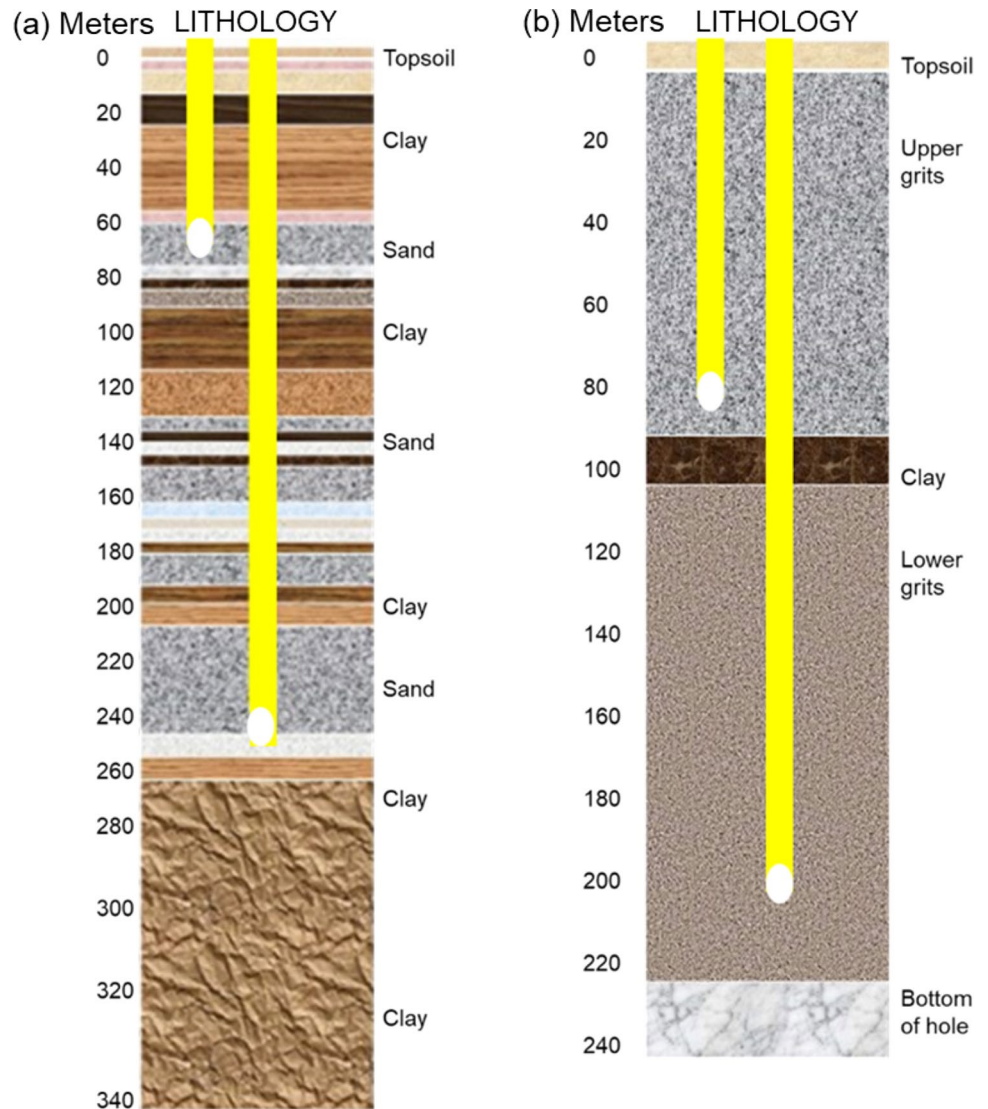 (a) Meters LITHOLOGY
0
20
40
60
80
100
120
140
160
180
200
220
240
260
280
300
320
340
Topsoil
Clay
Sand
Clay
Sand
Clay
Sand
Clay
Clay
(b) Meters LITHOLOGY
0
20
40
60
80
100
120
140
160
180
200
220
240
Topsoil
Upper
grits
Clay
Lower
grits
Bottom
of hole